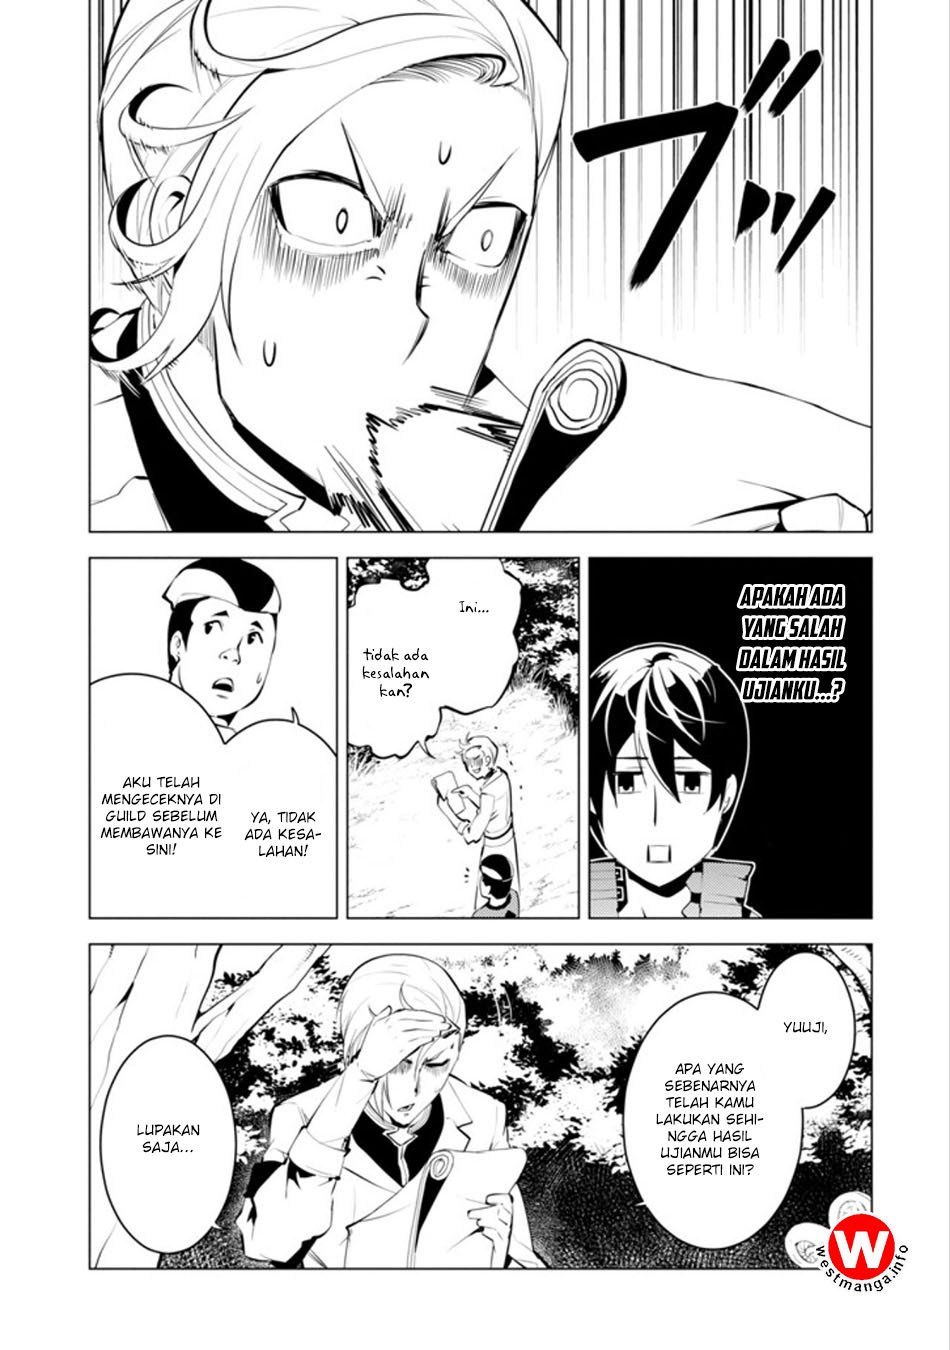 ブッ
APAKAH ADA
YANG SALAH
DALAM HASIL
UJIANKU...?
Ini...
tidak ada
kesalahan
kan?
YA, TIDAK
ADA KESA-
LAHAN!
AKU TELAH
MENGECEKNYA DI
GUILD SEBELUM
MEMBAWANYA KE
SINI!
YUUJI,
APA YANG
SEBENARNYA
TELAH KAMU
LAKUKAN SEHI-
NGGA HASIL
UJIANMU BISA
SEPERTI INI?
LUPAKAN
SAJA...
W
westmanga.info